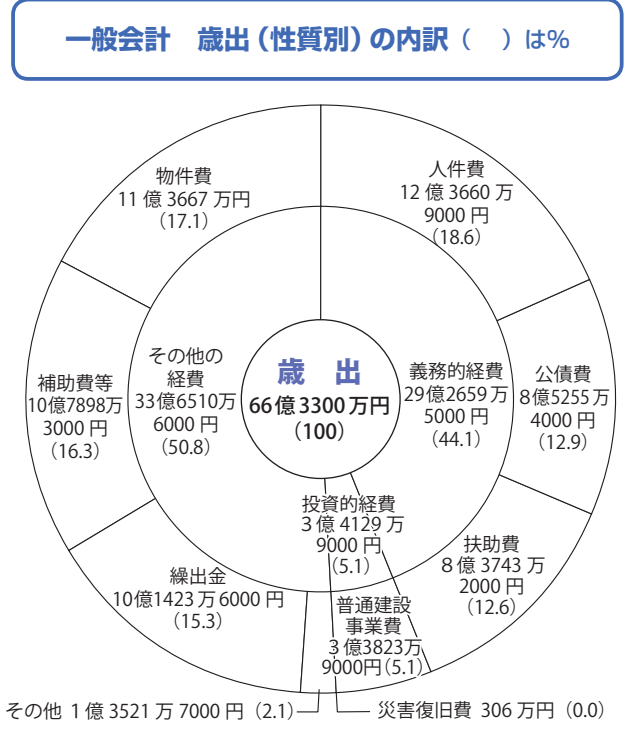 一般会計 歳出(性質別)の内訳( )は%
物件費
11 億 3667 万円
(17.1)
人件費
12 億 3660 万
9000 円
(18.6)
補助費等
10億7898万
3000 円
(16.3)
その他の
経費
33億6510万
6000 円
(50.8)
歳 出
66億3300万円
(100)
義務的経費
29億2659万
5000 円
(44.1)
公債費
8億5255万
4000 円
(12.9)
投資的経費
3 億 4129 万
9000 円
(5.1)
扶助費
8 億 3743 万
2000 円
(12.6)
繰出金
10億1423万6000 円
(15.3)
普通建設
事業費
3 億3823万
9000円(5.1)
その他 1 億 3521 万 7000 円(2.1)
災害復旧費 306 万円(0.0)